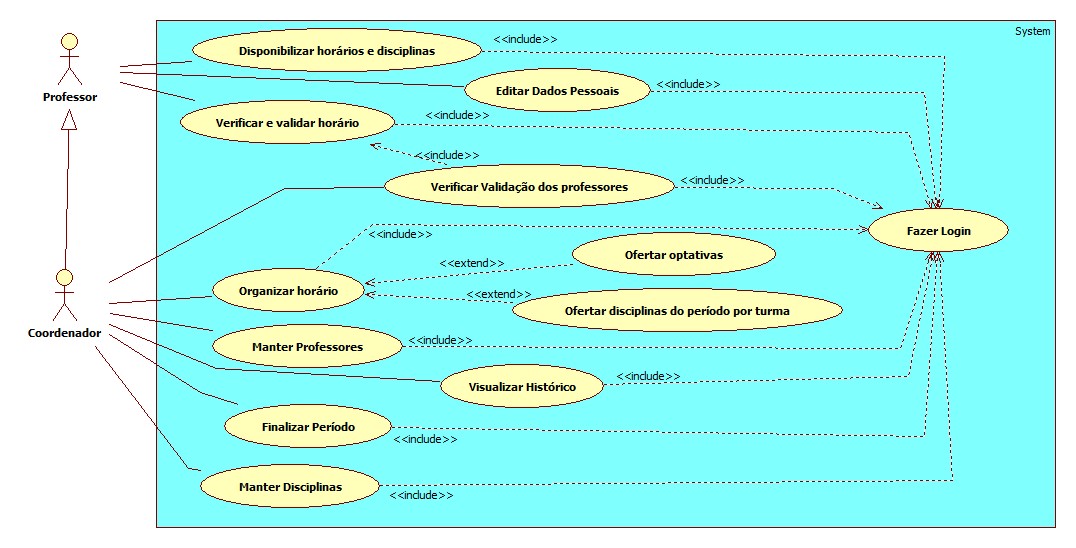 System
<<include>>
Disponibilizar horários e disciplinas
Professor
Editar Dados Pessoais
<<include>>
Verificar e validar horário
<<include>>
<<include>>
Verificar Validação dos professores
<<include>>
Fazer Login
<<include>>
Ofertar optativas
<<extend>>
Organizar horário
<<extend>>
Ofertar disciplinas do período por turma
Coordenador
Manter Professores
<<include>>
Visualizar Histórico
<<include>>
Finalizar Período
<<include>>
Manter Disciplinas
<<include>>